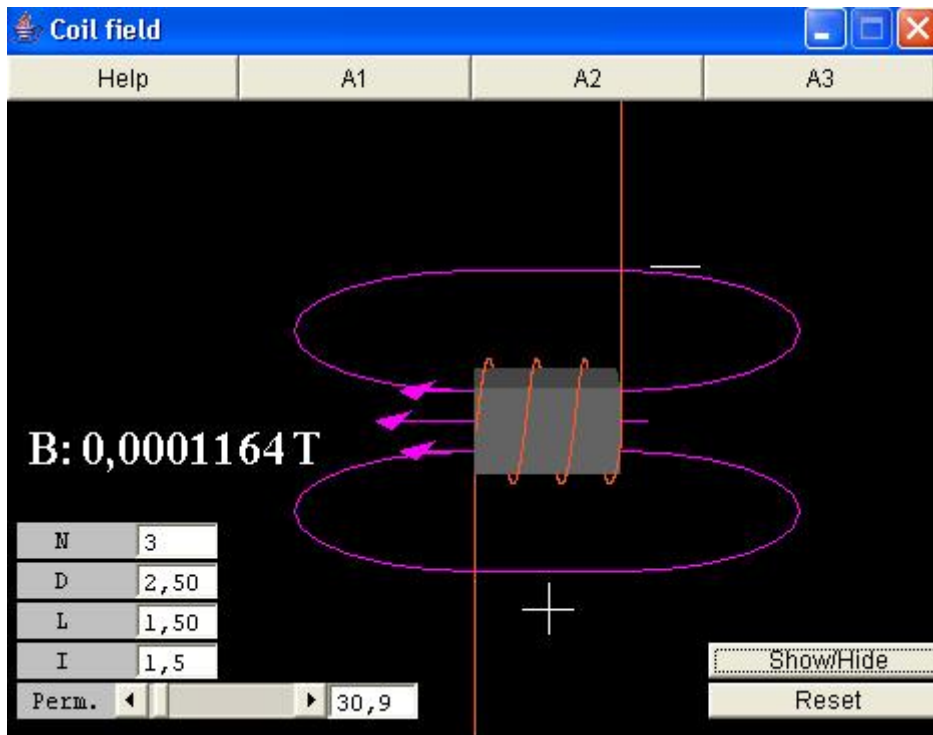 Coil field
Help A1 A2 A3
B: 0,0001164 T
N 3
D 2,50
L 1,50
I 1,5
Perm. 30,9
Show/Hide
Reset